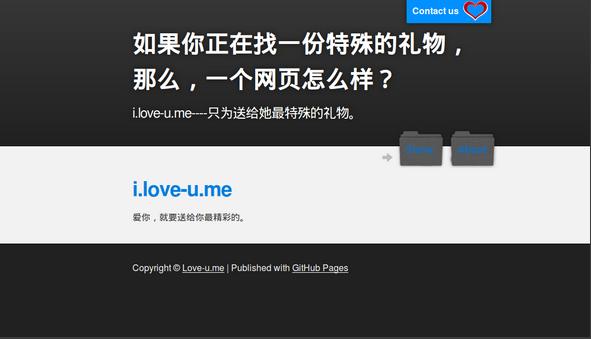 Contact us
如果你正在找一份特殊的礼物，
那么，一个网页怎么样？
i.love-u.me----只为送给她最特殊的礼物。
Home
About
i.love-u.me
爱你，就要送给你最精彩的。
Copyright © Love-u.me | Published with GitHub Pages